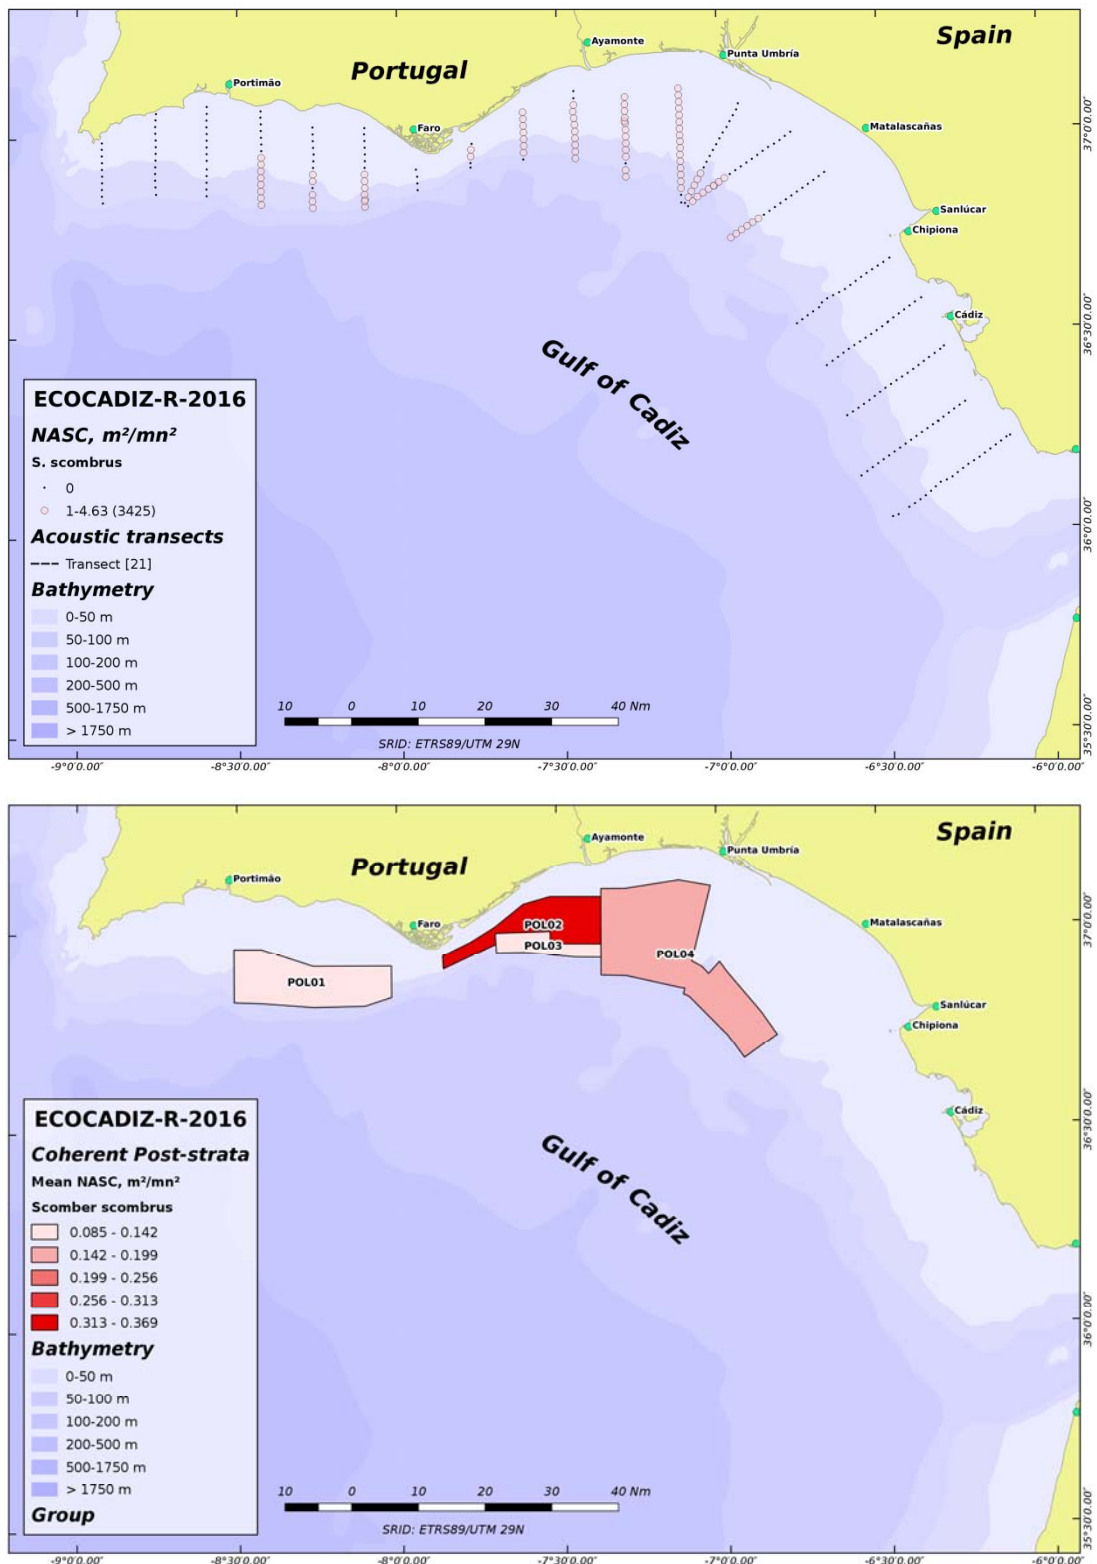 Spain
Portugal
Ayamonte
Punta Umbría
Portimão
Faro
Matalascañas
Sanlúcar
Chipiona
Cádiz
Gulf of Cadiz
37°0'0.00"
36°30'0.00"
36°0'0.00"
35°30'0.00"
ECOCADIZ-R-2016
NASC, m²/mn²
S. scombrus
0
1-4.63 (3425)
Acoustic transects
Transect [21]
Bathymetry
0-50 m
50-100 m
100-200 m
200-500 m
500-1750 m
> 1750 m
10 0 10 20 30 40 Nm
SRID: ETRS89/UTM 29N
-9°0'0.00" -8°30'0.00" -8°0'0.00" -7°30'0.00" -7°0'0.00" -6°30'0.00" -6°0'0.00"
Spain
Portugal
Ayamonte
Punta Umbría
Portimão
Faro
Matalascañas
Sanlúcar
Chipiona
Cádiz
POL01
POL02
POL03
POL04
Gulf of Cadiz
37°0'0.00"
36°30'0.00"
36°0'0.00"
35°30'0.00"
ECOCADIZ-R-2016
Coherent Post-strata
Mean NASC, m²/mn²
Scomber scombrus
0.085 - 0.142
0.142 - 0.199
0.199 - 0.256
0.256 - 0.313
0.313 - 0.369
Bathymetry
0-50 m
50-100 m
100-200 m
200-500 m
500-1750 m
> 1750 m
Group
10 0 10 20 30 40 Nm
SRID: ETRS89/UTM 29N
-9°0'0.00" -8°30'0.00" -8°0'0.00" -7°30'0.00" -7°0'0.00" -6°30'0.00" -6°0'0.00"